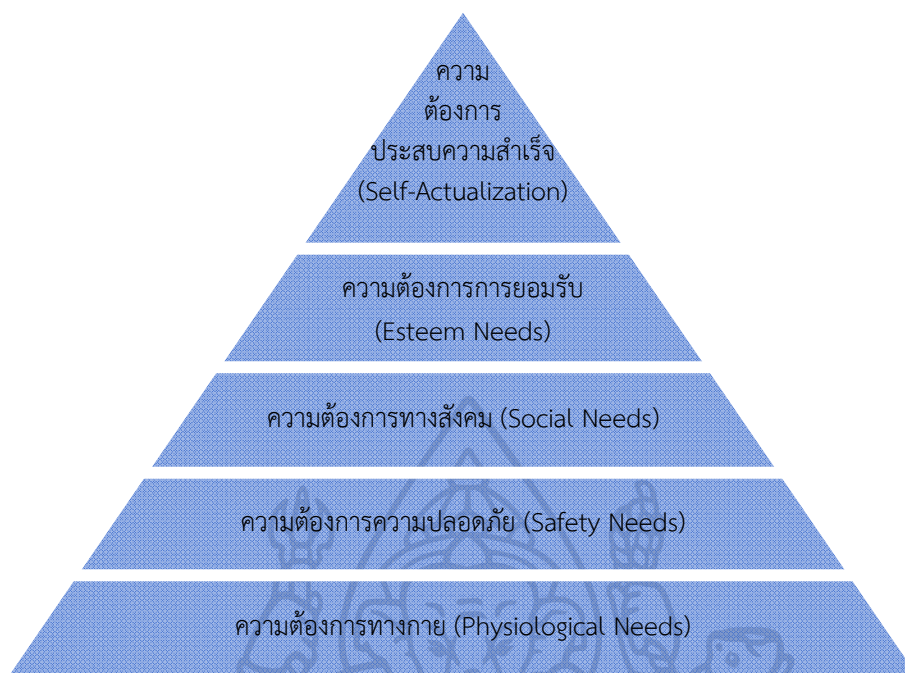 ความ
ต้องการ
ประสบความสำเร็จ
(Self-Actualization)
ความต้องการการยอมรับ
(Esteem Needs)
ความต้องการทางสังคม (Social Needs)
ความต้องการความปลอดภัย (Safety Needs)
ความต้องการทางกาย (Physiological Needs)